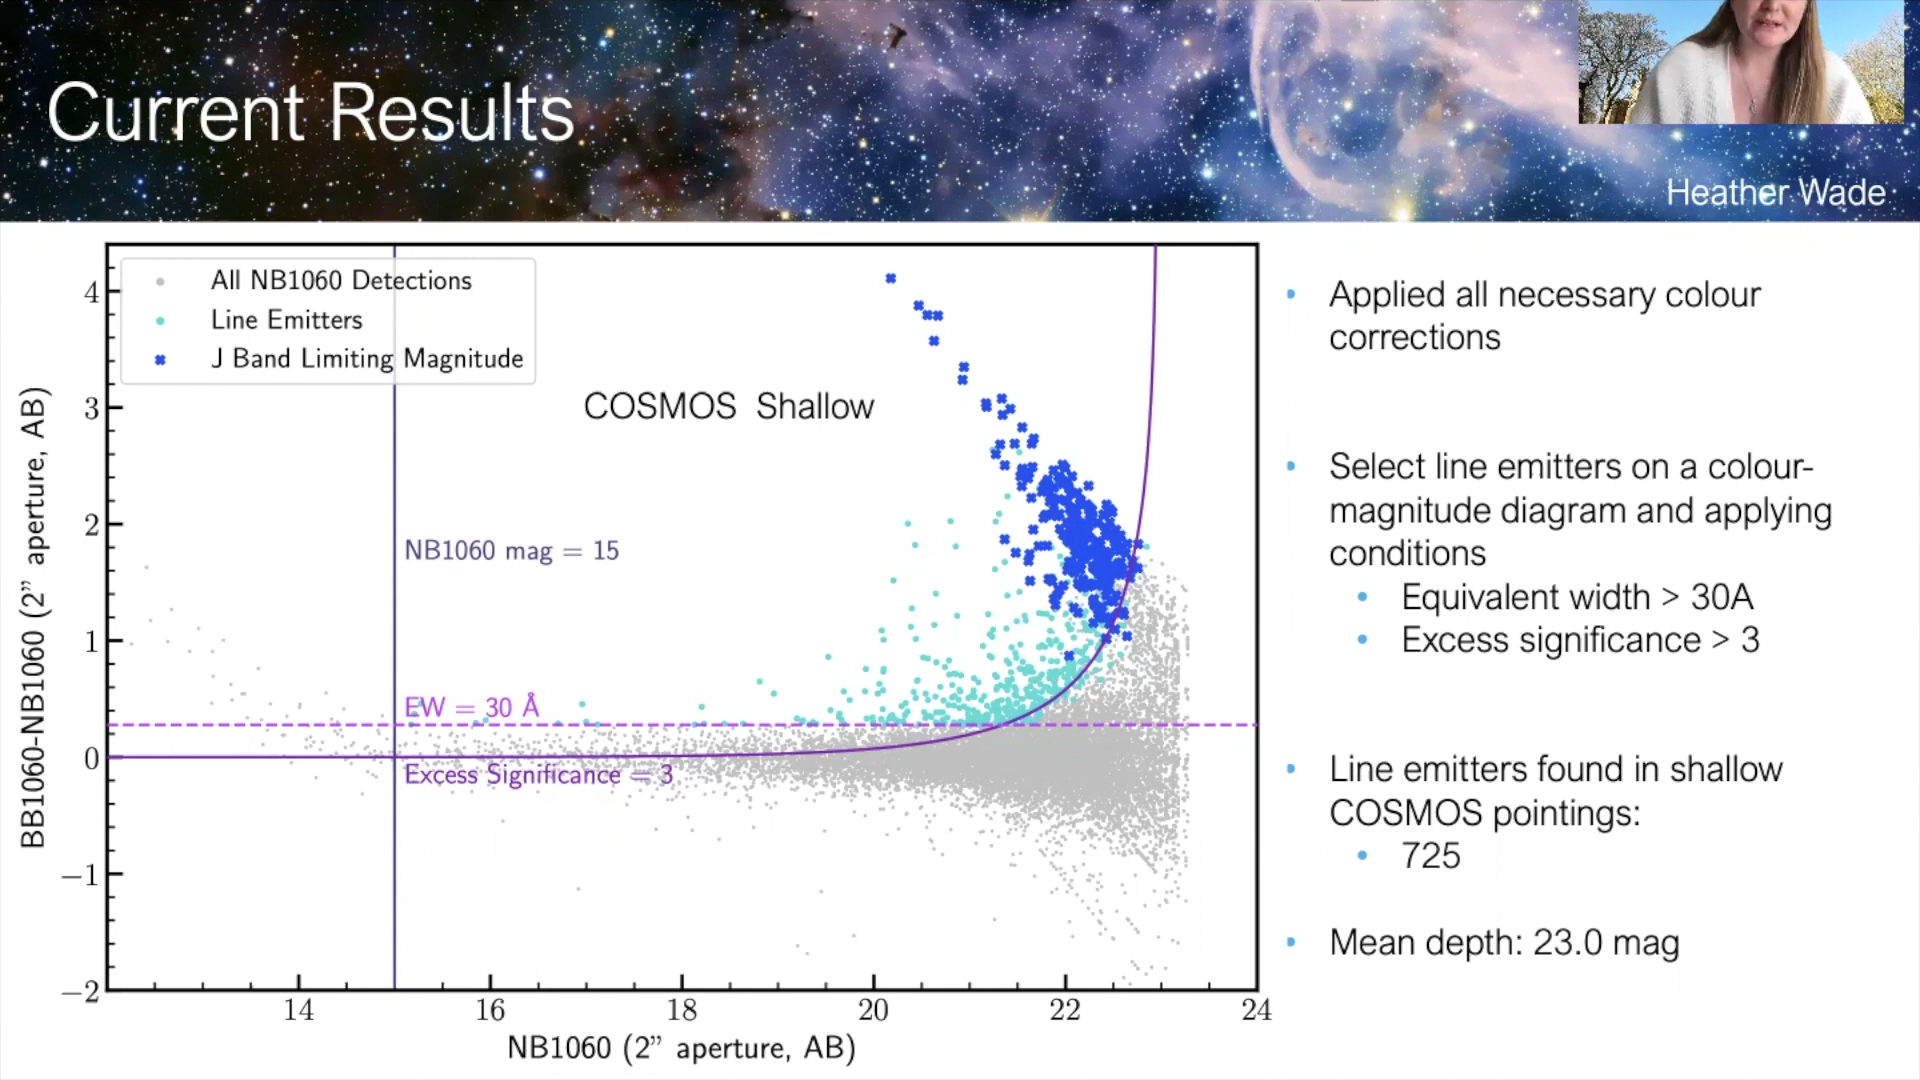 Current Results
Heather Wade
All NB1060 Detections
Line Emitters
J Band Limiting Magnitude
COSMOS Shallow
NB1060 mag = 15
EW = 30 Å
Excess Significance = 3
4
3
2
1
0
−1
−2
14 16 18 20 22 24
BB1060-NB1060 (2” aperture, AB)
NB1060 (2” aperture, AB)
Applied all necessary colour
corrections
Select line emitters on a colour-
magnitude diagram and applying
conditions
Equivalent width > 30A
Excess significance > 3
Line emitters found in shallow
COSMOS pointings:
725
Mean depth: 23.0 mag